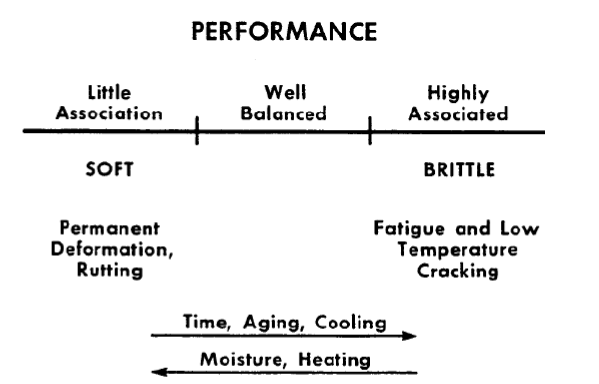 PERFORMANCE
Little Association
Well Balanced
Highly Associated
SOFT
BRITTLE
Permanent
Deformation,
Rutting
Fatigue and Low
Temperature
Cracking
Time, Aging, Cooling
Moisture, Heating